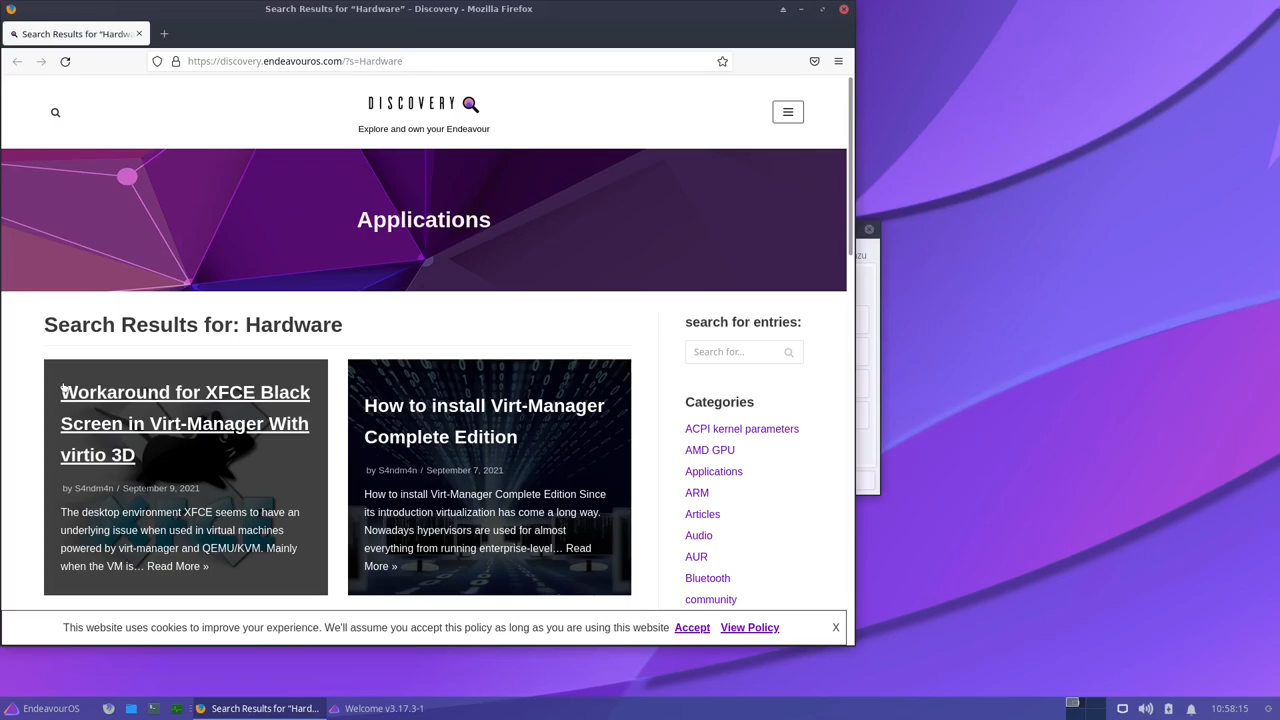 Search Results for “Hardware” – Discovery - Mozilla Firefox
Search Results for “Hardw
https://discovery.endeavouros.com/?s=Hardware
DISCOVERY
Explore and own your Endeavour
Applications
Search Results for: Hardware
Workaround for XFCE Black
Screen in Virt-Manager With
virtio 3D
by S4ndm4n / September 9, 2021
The desktop environment XFCE seems to have an
underlying issue when used in virtual machines
powered by virt-manager and QEMU/KVM. Mainly
when the VM is… Read More »
How to install Virt-Manager
Complete Edition
by S4ndm4n / September 7, 2021
How to install Virt-Manager Complete Edition Since
its introduction virtualization has come a long way.
Nowadays hypervisors are used for almost
everything from running enterprise-level… Read
More »
search for entries:
Search for...
Categories
ACPI kernel parameters
AMD GPU
Applications
ARM
Articles
Audio
AUR
Bluetooth
community
This website uses cookies to improve your experience. We'll assume you accept this policy as long as you are using this website Accept View Policy X
EndeavourOS
Search Results for “Hard...
Welcome v3.17.3-1
10:58:15